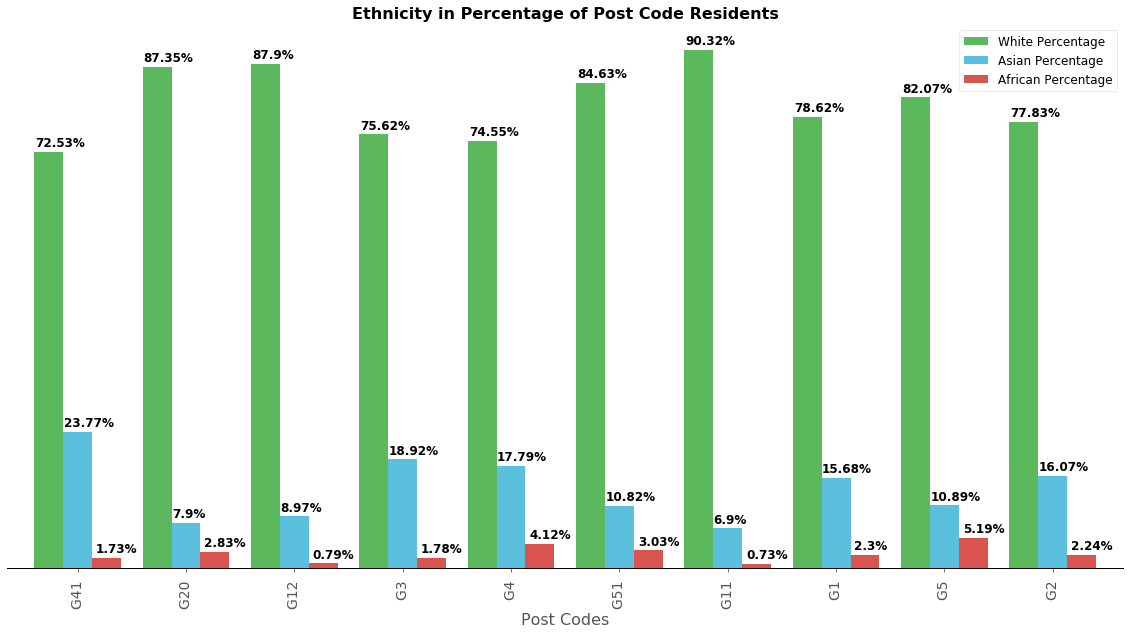 Ethnicity in Percentage of Post Code Residents
White Percentage
Asian Percentage
African Percentage
72.53%
23.77%
1.73%
87.35%
7.9%
2.83%
87.9%
8.97%
0.79%
75.62%
18.92%
1.78%
74.55%
17.79%
4.12%
84.63%
10.82%
3.03%
90.32%
6.9%
0.73%
78.62%
15.68%
2.3%
82.07%
10.89%
5.19%
77.83%
16.07%
2.24%
G41
G20
G12
G3
G4
G51
G11
G1
G5
G2
Post Codes